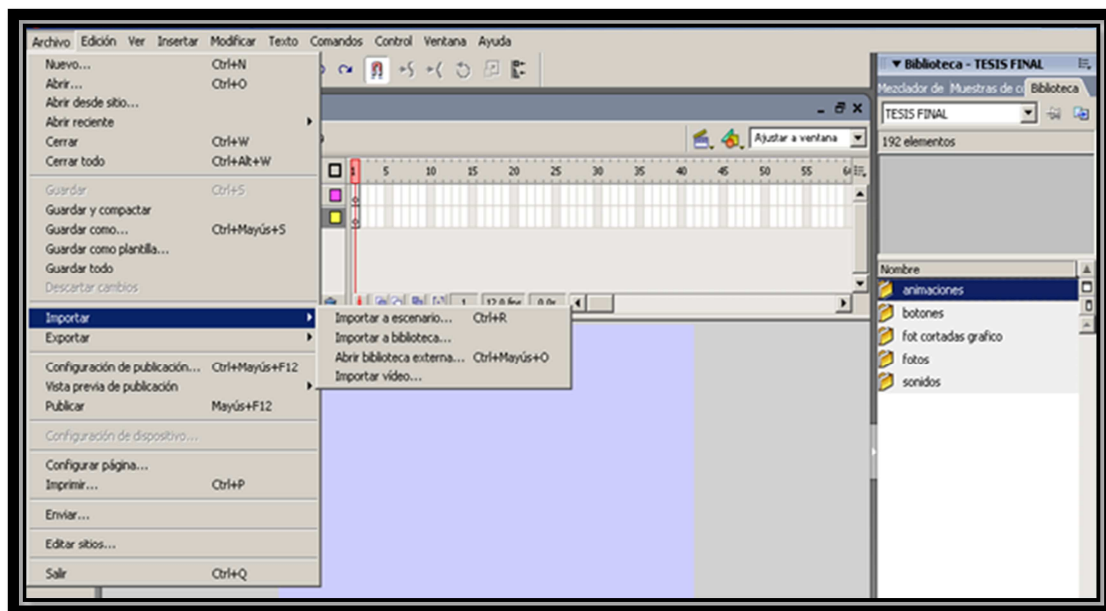 Archivo Edición Ver Insertar Modificar Texto Comandos Control Ventana Ayuda
Nuevo... Ctrl+N
Abrir... Ctrl+O
Abrir desde sitio...
Abrir reciente
Cerrar Ctrl+W
Cerrar todo Ctrl+Alt+W
Guardar Ctrl+S
Guardar y compactar
Guardar como... Ctrl+Mayús+S
Guardar como plantilla...
Guardar todo
Descartar cambios
Importar
Exportar
Configuración de publicación... Ctrl+Mayús+F12
Vista previa de publicación
Publicar Mayús+F12
Configuración de dispositivo...
Configurar página...
Imprimir... Ctrl+P
Enviar...
Editar sitios...
Salir Ctrl+Q
Importar a escenario... Ctrl+R
Importar a biblioteca...
Abrir biblioteca externa... Ctrl+Mayús+O
Importar vídeo...
Ajustar a ventana
1 5 10 15 20 25 30 35 40 45 50 55
1 12.0 fps 0.0s
Biblioteca - TESIS FINAL
Mezclador de Muestras de Biblioteca
TESIS FINAL
192 elementos
Nombre
animaciones
botones
fot cortadas grafico
fotos
sonidos